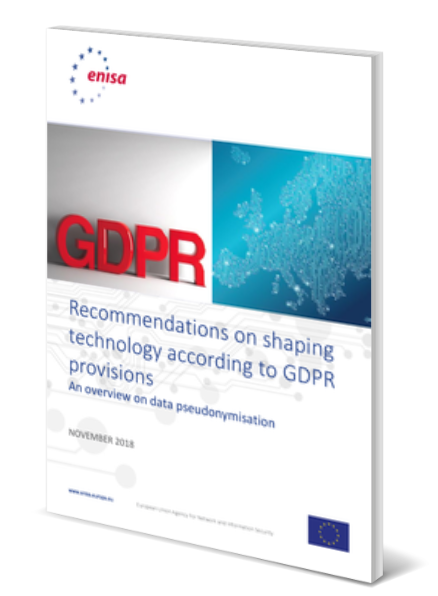 enisa
GDPR
Recommendations on shaping
technology according to GDPR
provisions
An overview on data pseudonymisation
NOVEMBER 2018
www.enisa.europa.eu
European Union Agency for Network and Information Security